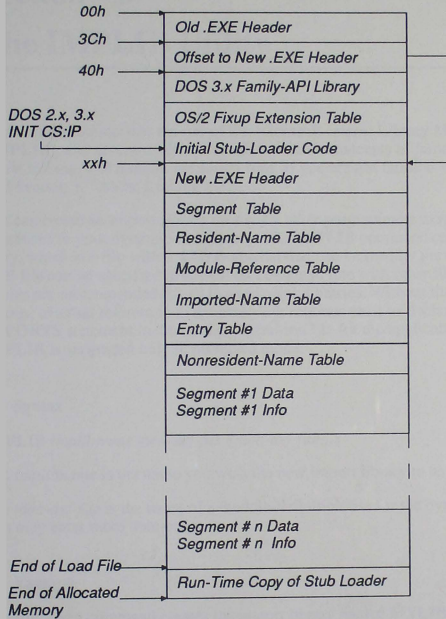 00h
Old .EXE Header
3Ch
Offset to New .EXE Header
40h
DOS 3.x Family-API Library
OS/2 Fixup Extension Table
DOS 2.x, 3.x
INIT CS:IP
Initial Stub-Loader Code
xxh
New .EXE Header
Segment Table
Resident-Name Table
Module-Reference Table
Imported-Name Table
Entry Table
Nonresident-Name Table
Segment #1 Data
Segment #1 Info
Segment # n Data
Segment # n Info
End of Load File
Run-Time Copy of Stub Loader
End of Allocated
Memory